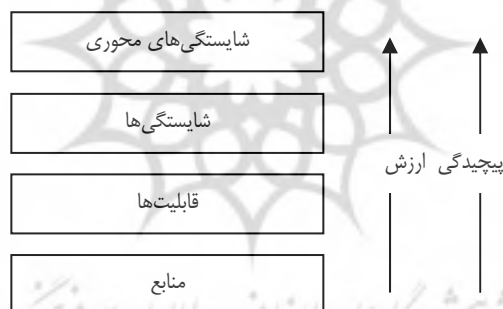 شایستگی‌های محوری
شایستگی‌ها
پیچیدگی ارزش
قابلیت‌ها
منابع